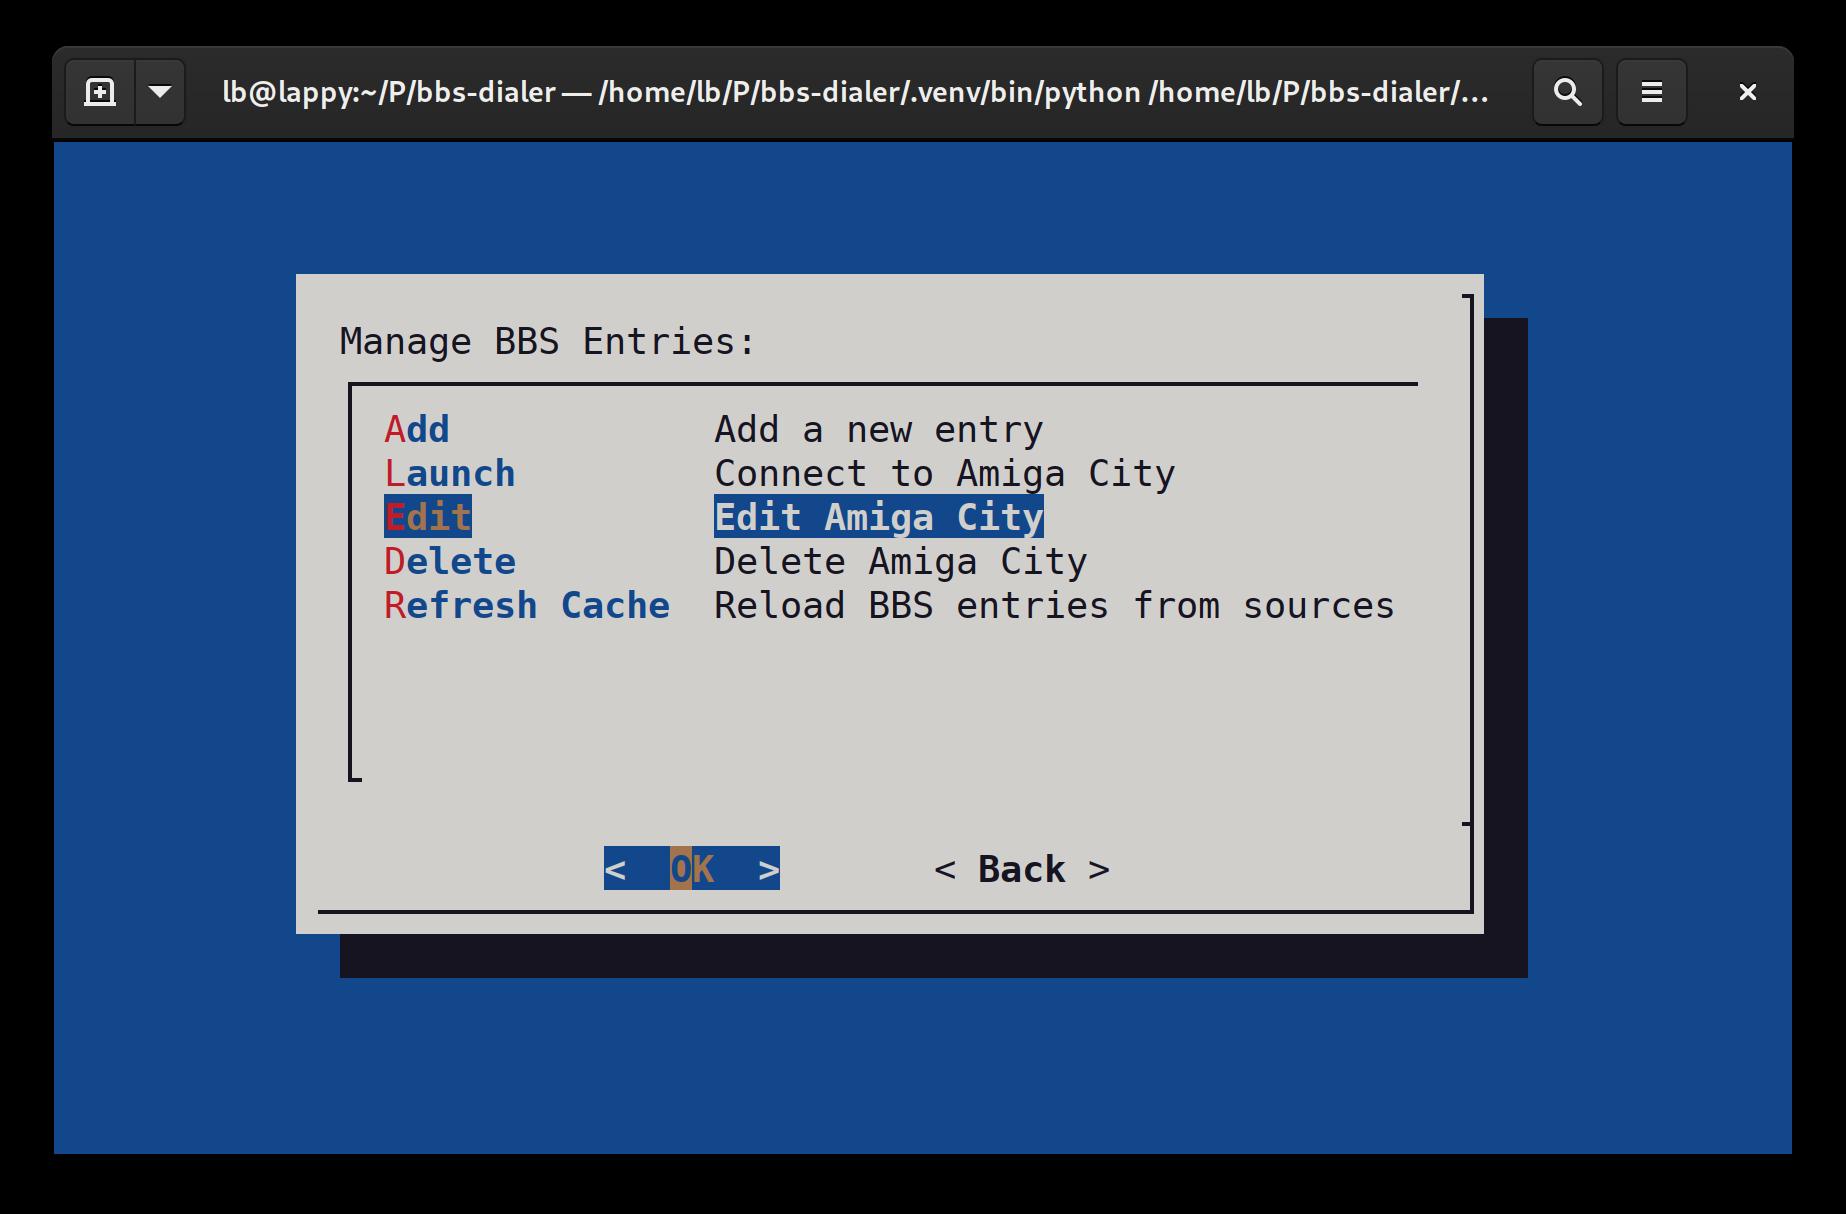 lb@lappy:~/P/bbs-dialer — /home/lb/P/bbs-dialer/.venv/bin/python /home/lb/P/bbs-dialer/...
Manage BBS Entries:
Add Add a new entry
Launch Connect to Amiga City
Edit Edit Amiga City
Delete Delete Amiga City
Refresh Cache Reload BBS entries from sources
< OK > < Back >